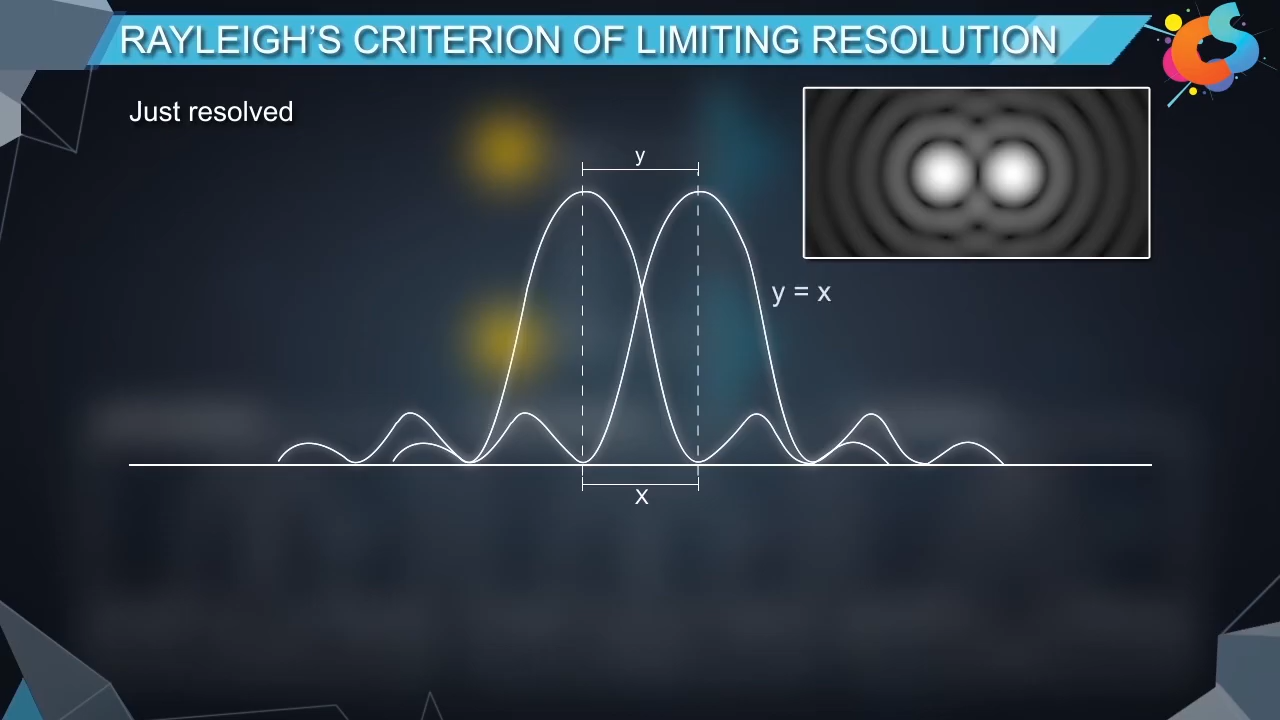 RAYLEIGH'S CRITERION OF LIMITING RESOLUTION
Just resolved
y
y = x
x